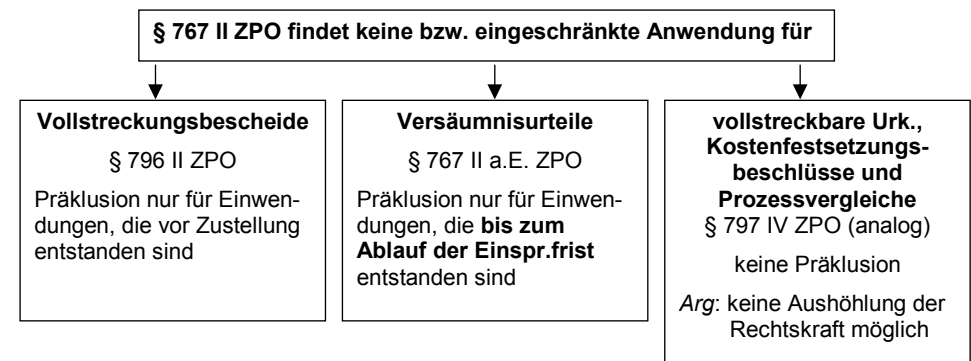 § 767 II ZPO findet keine bzw. eingeschränkte Anwendung für
Vollstreckungsbescheide
§ 796 II ZPO
Präklusion nur für Einwen-
dungen, die vor Zustellung
entstanden sind
Versäumnisurteile
§ 767 II a.E. ZPO
Präklusion nur für Einwen-
dungen, die bis zum
Ablauf der Einspr.frist
entstanden sind
vollstreckbare Urk.,
Kostenfestsetzungs-
beschlüsse und
Prozessvergleiche
§ 797 IV ZPO (analog)
keine Präklusion
Arg: keine Aushöhlung der
Rechtskraft möglich